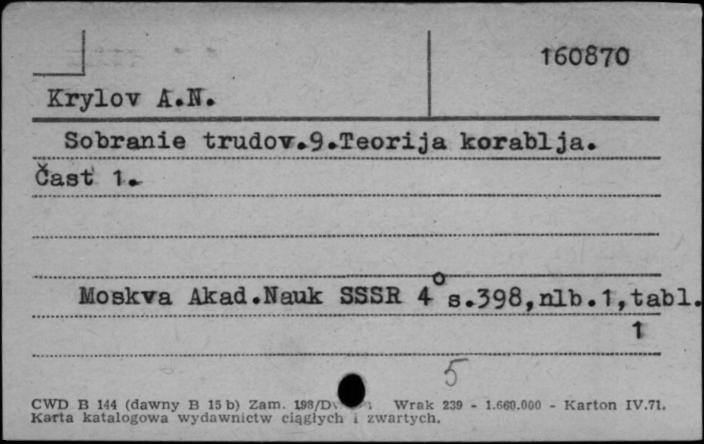 160870
Krylov A.N.
Sobranie trudov.9.Teorija korablja.
Čast' 1.
Moskva Akad.Nauk SSSR 4° s.398,nlb.1,tabl.
1
5
CWD B 144 (dawny B 15 b) Zam. 198/D Wrak 239 - 1.660.000 - Karton IV.71.
Karta katalogowa wydawnictw ciągłych i zwartych.